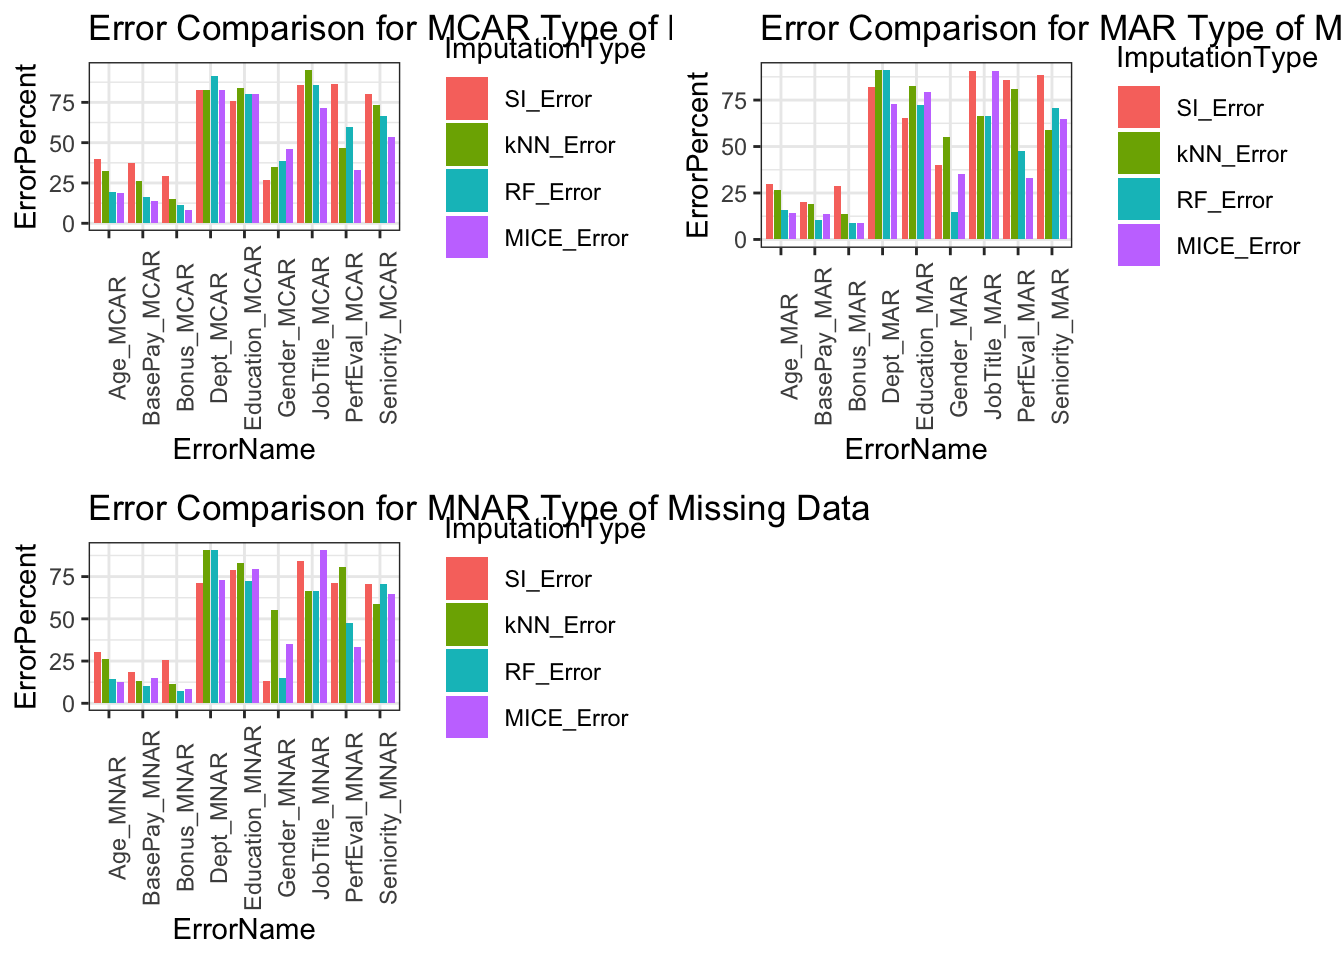 Error Comparison for MCAR Type of
ErrorPercent
75
50
25
0
Age_MCAR
BasePay_MCAR
Bonus_MCAR
Dept_MCAR
Education_MCAR
Gender_MCAR
JobTitle_MCAR
PerfEval_MCAR
Seniority_MCAR
ErrorName
ImputationType
SI_Error
kNN_Error
RF_Error
MICE_Error
Error Comparison for MAR Type of M
ErrorPercent
75
50
25
0
Age_MAR
BasePay_MAR
Bonus_MAR
Dept_MAR
Education_MAR
Gender_MAR
JobTitle_MAR
PerfEval_MAR
Seniority_MAR
ErrorName
ImputationType
SI_Error
kNN_Error
RF_Error
MICE_Error
Error Comparison for MNAR Type of Missing Data
ErrorPercent
75
50
25
0
Age_MNAR
BasePay_MNAR
Bonus_MNAR
Dept_MNAR
Education_MNAR
Gender_MNAR
JobTitle_MNAR
PerfEval_MNAR
Seniority_MNAR
ErrorName
ImputationType
SI_Error
kNN_Error
RF_Error
MICE_Error